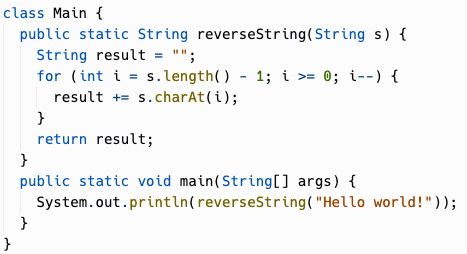 class Main {
  public static String reverseString(String s) {
    String result = "";
    for (int i = s.length() - 1; i >= 0; i--) {
      result += s.charAt(i);
    }
    return result;
  }
  public static void main(String[] args) {
    System.out.println(reverseString("Hello world!"));
  }
}